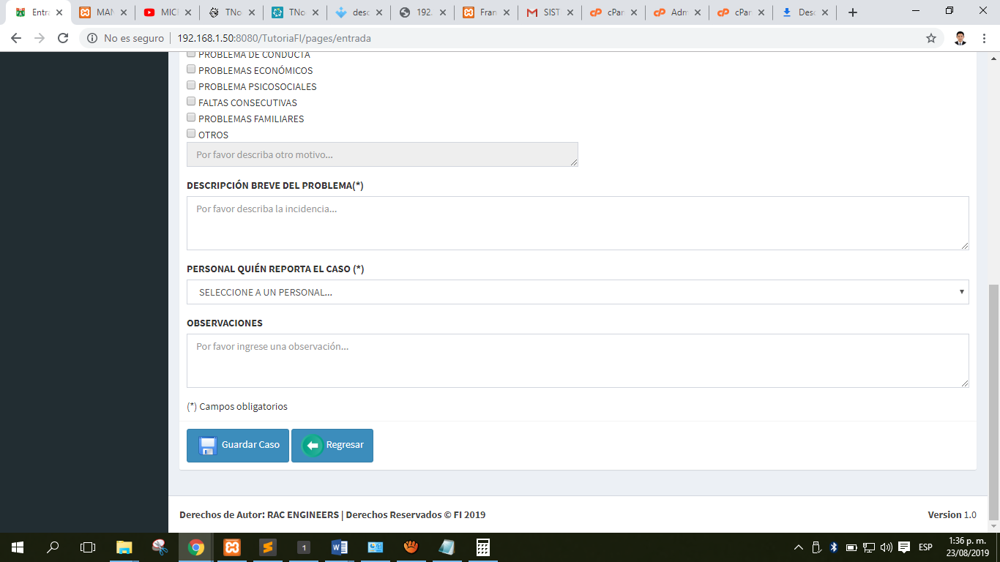 Entra
MAN
MICI
TNo
TNo
desc
192.
Fran
SIST
cPan
Adm
cPan
Desc
No es seguro
192.168.1.50:8080/TutoriaFI/pages/entrada
PROBLEMA DE CONDUCTA
PROBLEMAS ECONÓMICOS
PROBLEMA PSICOSOCIALES
FALTAS CONSECUTIVAS
PROBLEMAS FAMILIARES
OTROS
Por favor describa otro motivo...
DESCRIPCIÓN BREVE DEL PROBLEMA(*)
Por favor describa la incidencia...
PERSONAL QUIÉN REPORTA EL CASO (*)
SELECCIONE A UN PERSONAL...
OBSERVACIONES
Por favor ingrese una observación...
(*) Campos obligatorios
Guardar Caso
Regresar
Derechos de Autor: RAC ENGINEERS | Derechos Reservados © FI 2019
Version 1.0
1
ESP
1:36 p. m.
23/08/2019